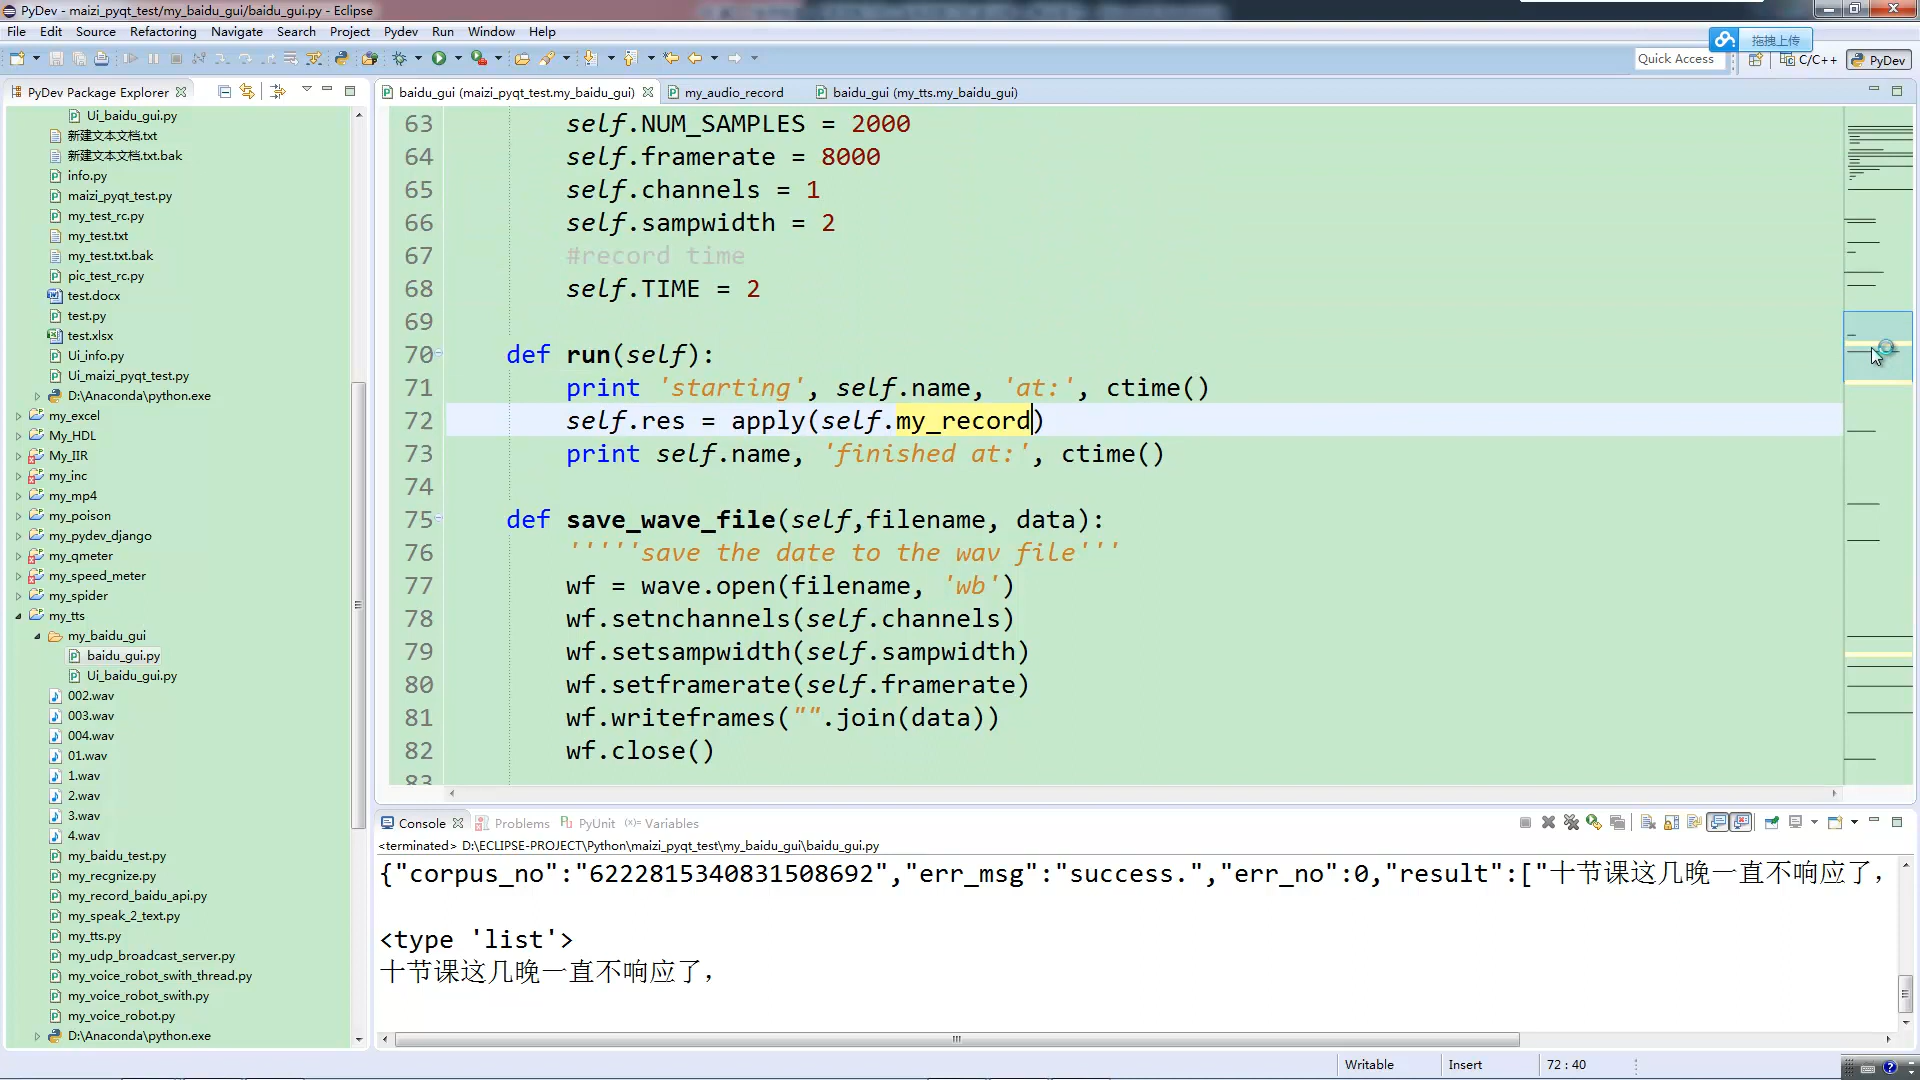 PyDev - maizi_pyqt_test/my_baidu_gui/baidu_gui.py - Eclipse
File Edit Source Refactoring Navigate Search Project Pydev Run Window Help
拖拽上传
Quick Access
C/C++
PyDev
PyDev Package Explorer
Ui_baidu_gui.py
新建文本文档.txt
新建文本文档.txt.bak
info.py
maizi_pyqt_test.py
my_test_rc.py
my_test.txt
my_test.txt.bak
pic_test_rc.py
test.docx
test.py
test.xlsx
Ui_info.py
Ui_maizi_pyqt_test.py
D:\Anaconda\python.exe
my_excel
My_HDL
My_IIR
my_inc
my_mp4
my_poison
my_pydev_django
my_qmeter
my_speed_meter
my_spider
my_tts
my_baidu_gui
baidu_gui.py
Ui_baidu_gui.py
002.wav
003.wav
004.wav
01.wav
1.wav
2.wav
3.wav
4.wav
my_baidu_test.py
my_recgnize.py
my_record_baidu_api.py
my_speak_2_text.py
my_tts.py
my_udp_broadcast_server.py
my_voice_robot_swith_thread.py
my_voice_robot_swith.py
my_voice_robot.py
D:\Anaconda\python.exe
baidu_gui (maizi_pyqt_test.my_baidu_gui) my_audio_record baidu_gui (my_tts.my_baidu_gui)
63 self.NUM_SAMPLES = 2000
64 self.framerate = 8000
65 self.channels = 1
66 self.sampwidth = 2
67 #record time
68 self.TIME = 2
69
70 def run(self):
71 print 'starting', self.name, 'at:', ctime()
72 self.res = apply(self.my_record)
73 print self.name, 'finished at:', ctime()
74
75 def save_wave_file(self,filename, data):
76 '''''save the date to the wav file'''
77 wf = wave.open(filename, 'wb')
78 wf.setnchannels(self.channels)
79 wf.setsampwidth(self.sampwidth)
80 wf.setframerate(self.framerate)
81 wf.writeframes("".join(data))
82 wf.close()
83
Console Problems PyUnit Variables
<terminated> D:\ECLIPSE-PROJECT\Python\maizi_pyqt_test\my_baidu_gui\baidu_gui.py
{"corpus_no":"6222815340831508692","err_msg":"success.","err_no":0,"result":["十节课这几晚一直不响应了,
<type 'list'>
十节课这几晚一直不响应了,
Writable Insert 72 : 40